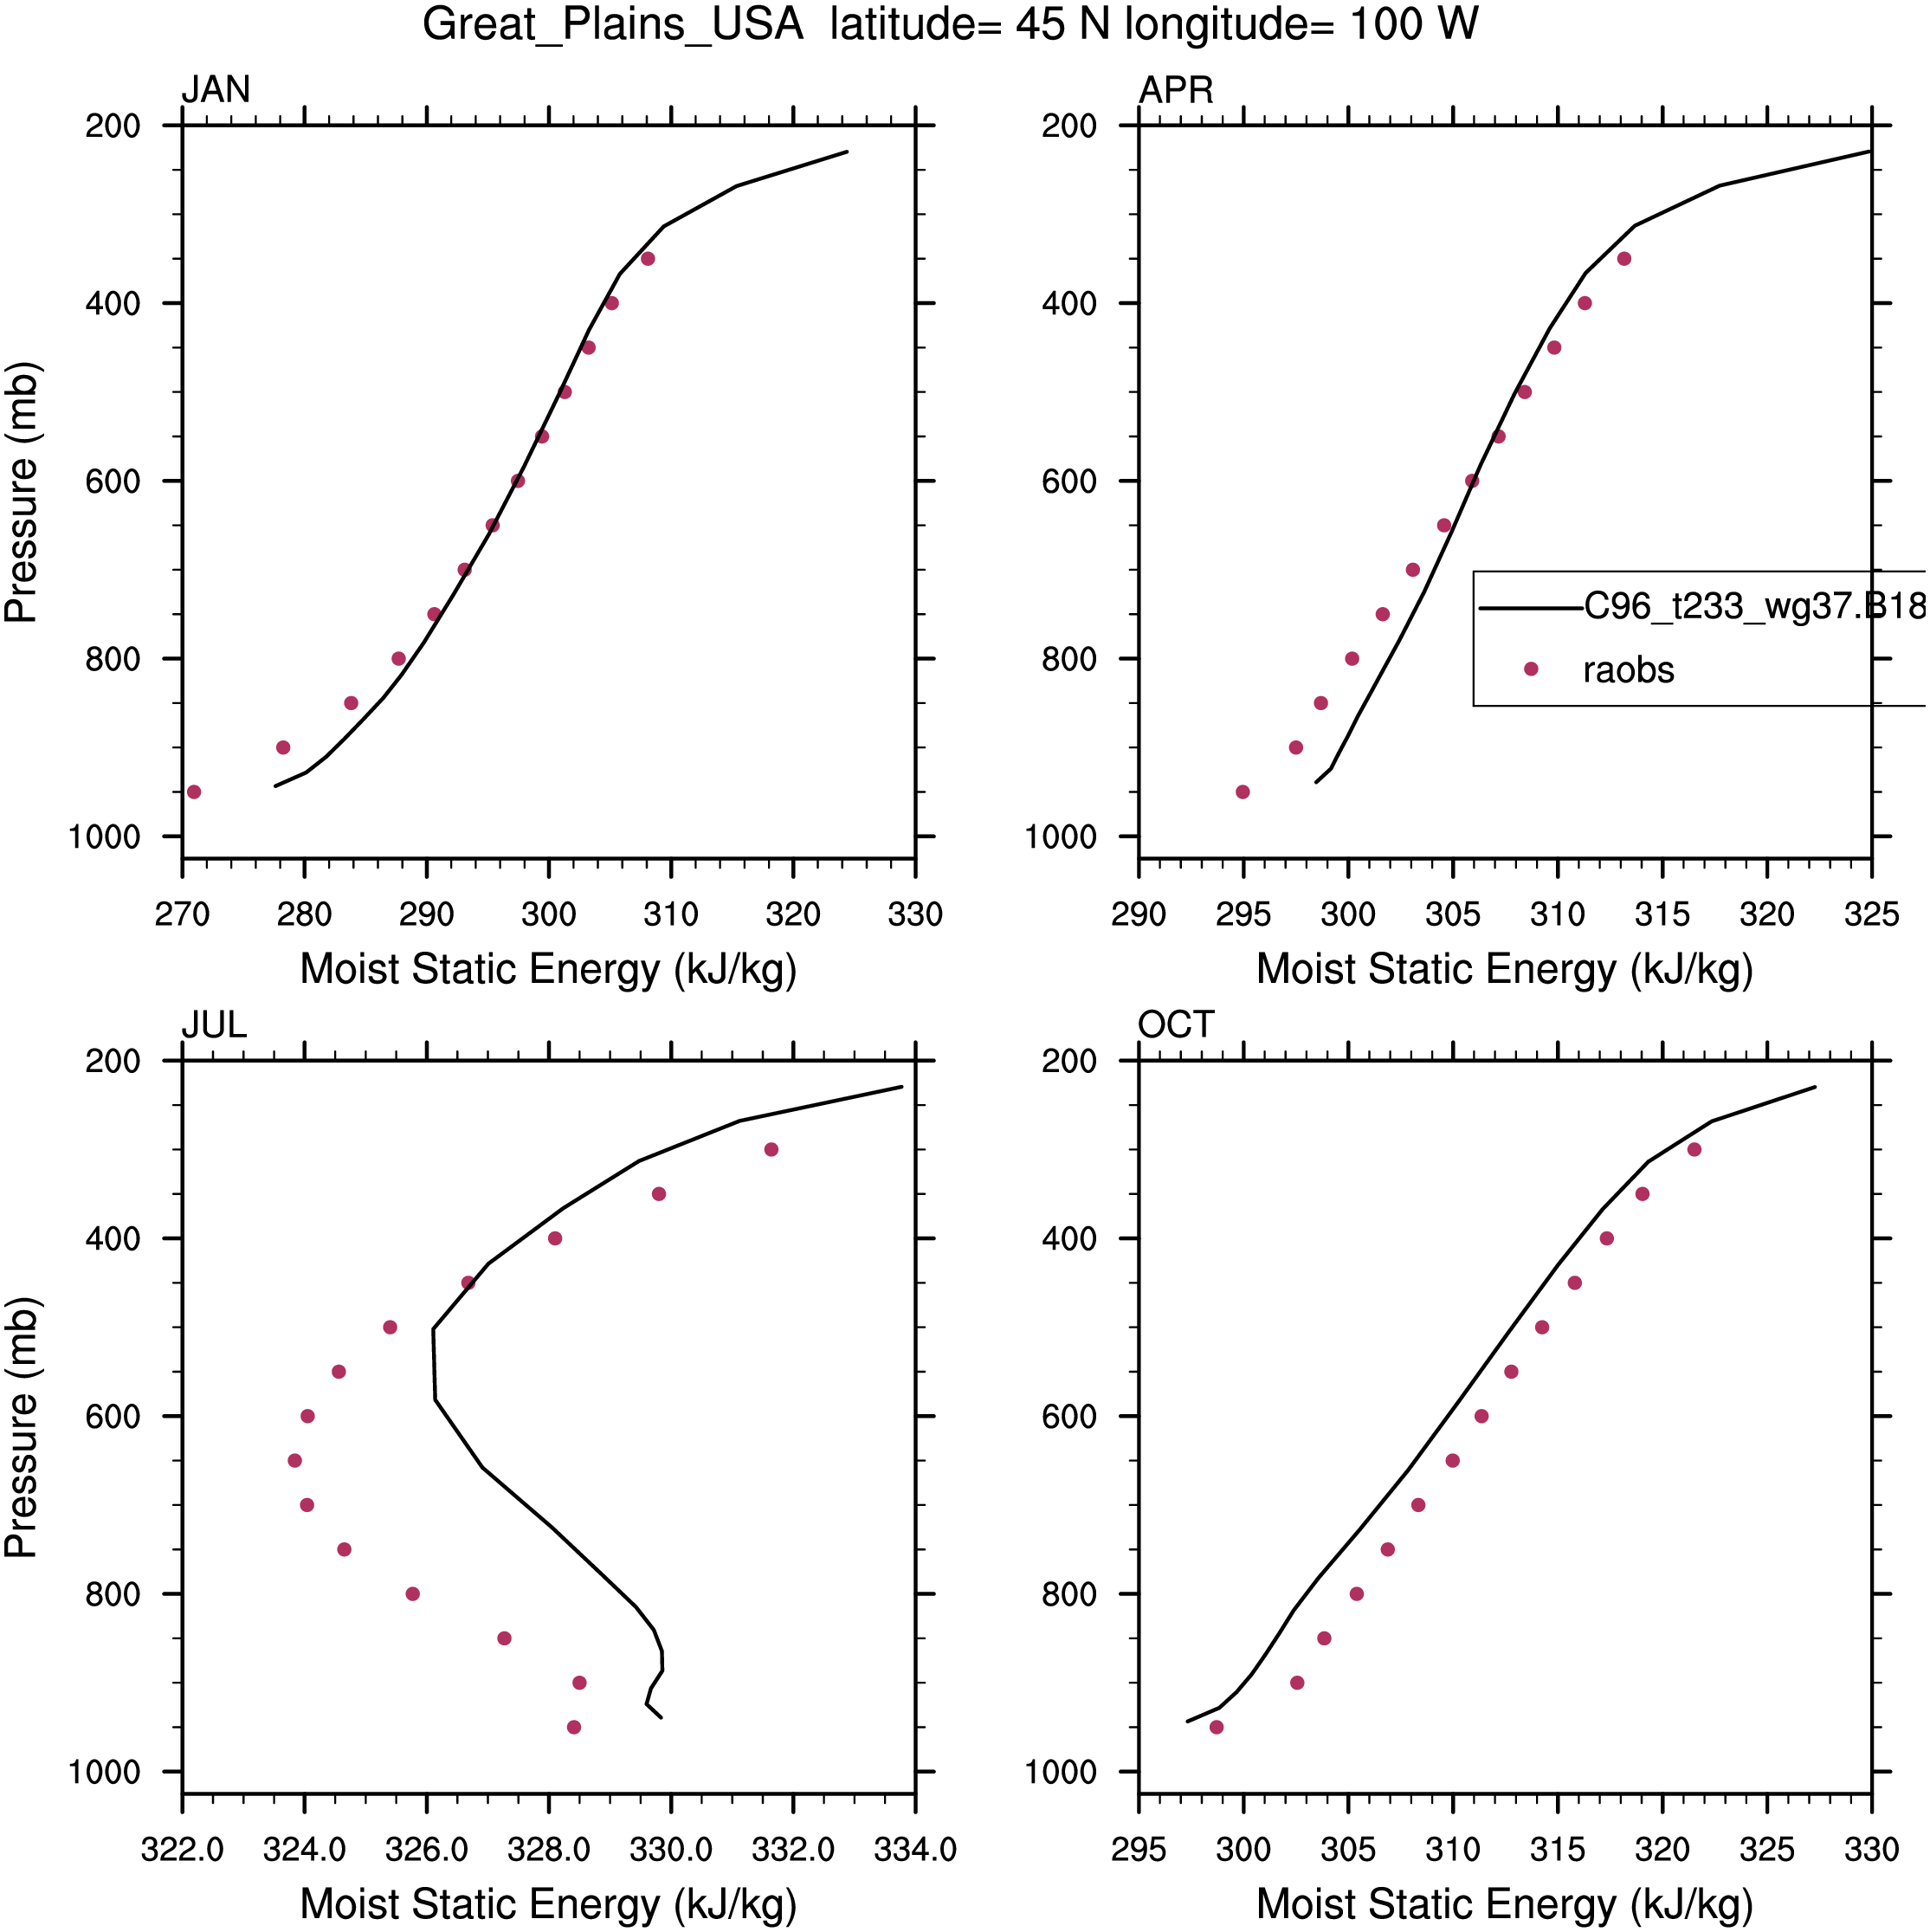 Great_Plains_USA latitude= 45 N longitude= 100 W
JAN
200
400
600
800
1000
Pressure (mb)
270 280 290 300 310 320 330
Moist Static Energy (kJ/kg)
APR
200
400
600
800
1000
C96_t233_wg37.B18
raobs
290 295 300 305 310 315 320 325
Moist Static Energy (kJ/kg)
JUL
200
400
600
800
1000
Pressure (mb)
322.0 324.0 326.0 328.0 330.0 332.0 334.0
Moist Static Energy (kJ/kg)
OCT
200
400
600
800
1000
295 300 305 310 315 320 325 330
Moist Static Energy (kJ/kg)